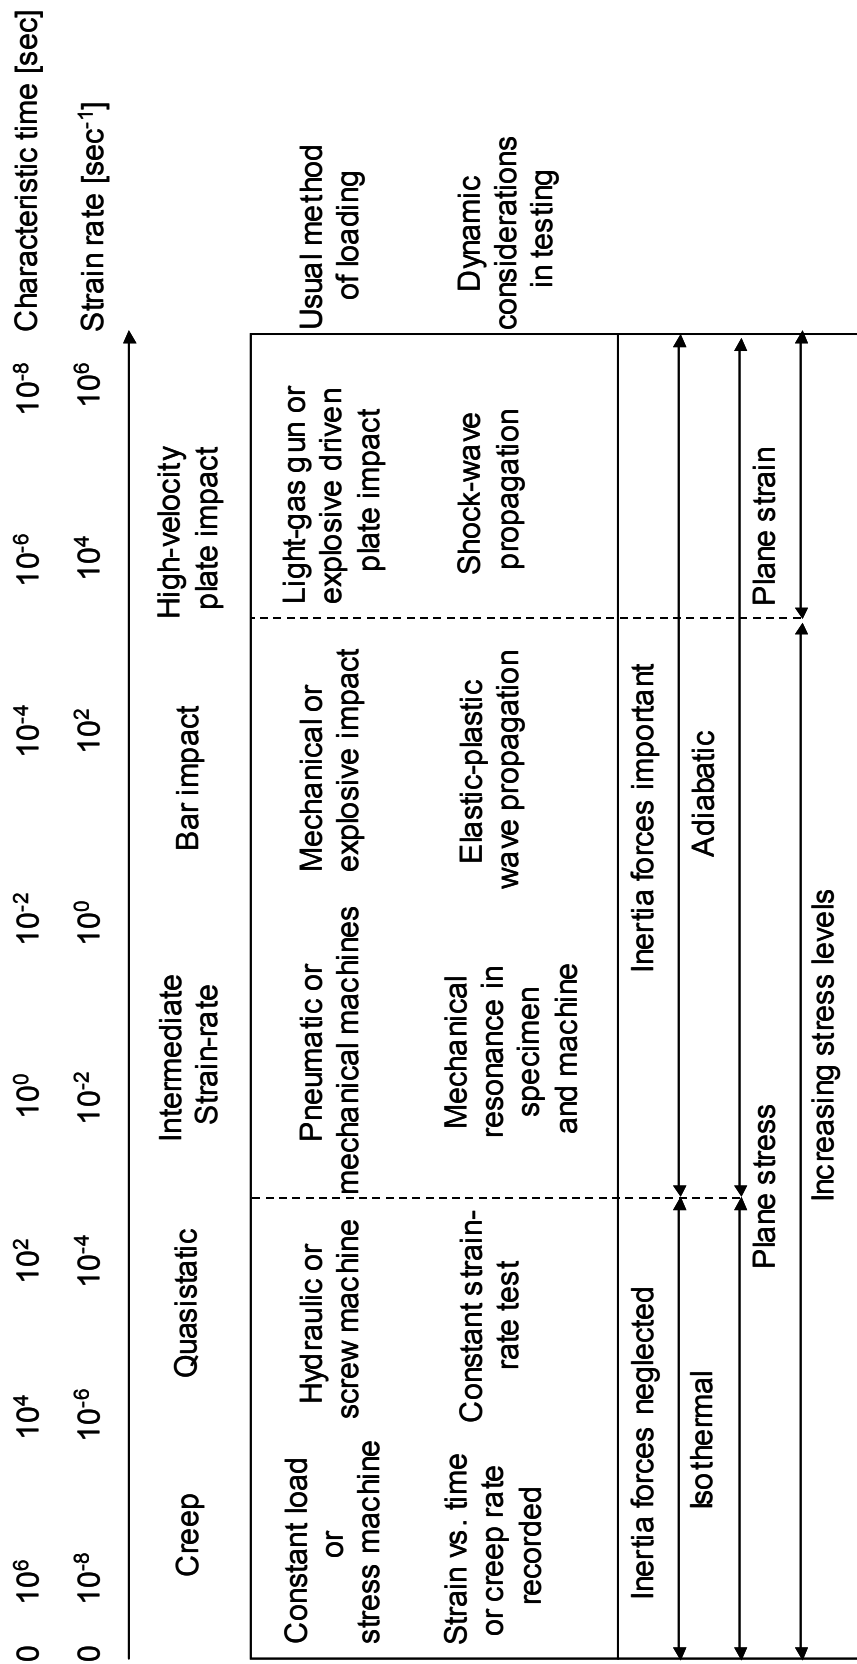 0 10⁶ 10⁴ 10² 10⁰ 10⁻² 10⁻⁴ 10⁻⁶ 10⁻⁸ Characteristic time [sec]
0 10⁻⁸ 10⁻⁶ 10⁻⁴ 10⁻² 10⁰ 10² 10⁴ 10⁶ Strain rate [sec⁻¹]
Creep
Quasistatic
Intermediate
Strain-rate
Bar impact
High-velocity
plate impact
Constant load
or
stress machine
Hydraulic or
screw machine
Pneumatic or
mechanical machines
Mechanical or
explosive impact
Light-gas gun or
explosive driven
plate impact
Usual method
of loading
Strain vs. time
or creep rate
recorded
Constant strain-
rate test
Mechanical
resonance in
specimen
and machine
Elastic-plastic
wave propagation
Shock-wave
propagation
Dynamic
considerations
in testing
Inertia forces neglected
Inertia forces important
Isothermal
Adiabatic
Plane stress
Plane strain
Increasing stress levels